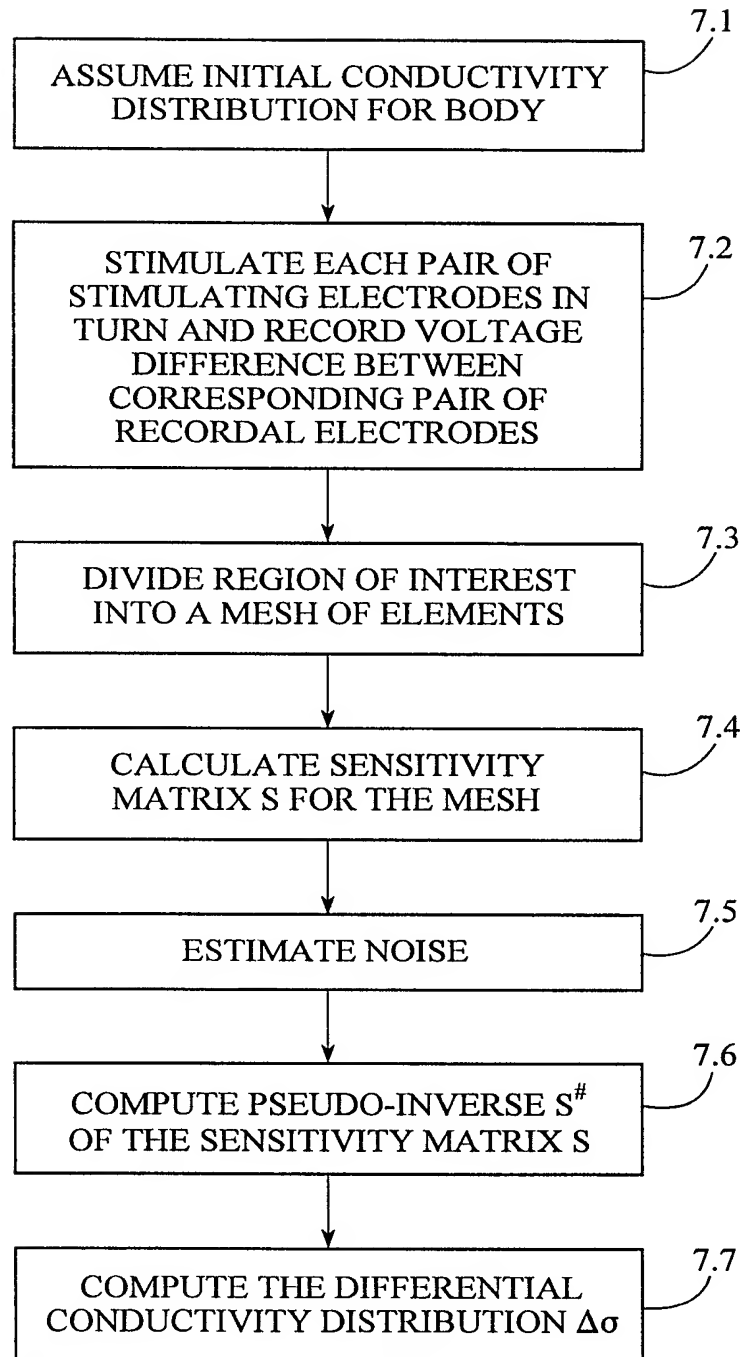 7.1
ASSUME INITIAL CONDUCTIVITY
DISTRIBUTION FOR BODY
7.2
STIMULATE EACH PAIR OF
STIMULATING ELECTRODES IN
TURN AND RECORD VOLTAGE
DIFFERENCE BETWEEN
CORRESPONDING PAIR OF
RECORDAL ELECTRODES
7.3
DIVIDE REGION OF INTEREST
INTO A MESH OF ELEMENTS
7.4
CALCULATE SENSITIVITY
MATRIX S FOR THE MESH
7.5
ESTIMATE NOISE
7.6
COMPUTE PSEUDO-INVERSE S#
OF THE SENSITIVITY MATRIX S
7.7
COMPUTE THE DIFFERENTIAL
CONDUCTIVITY DISTRIBUTION Δσ